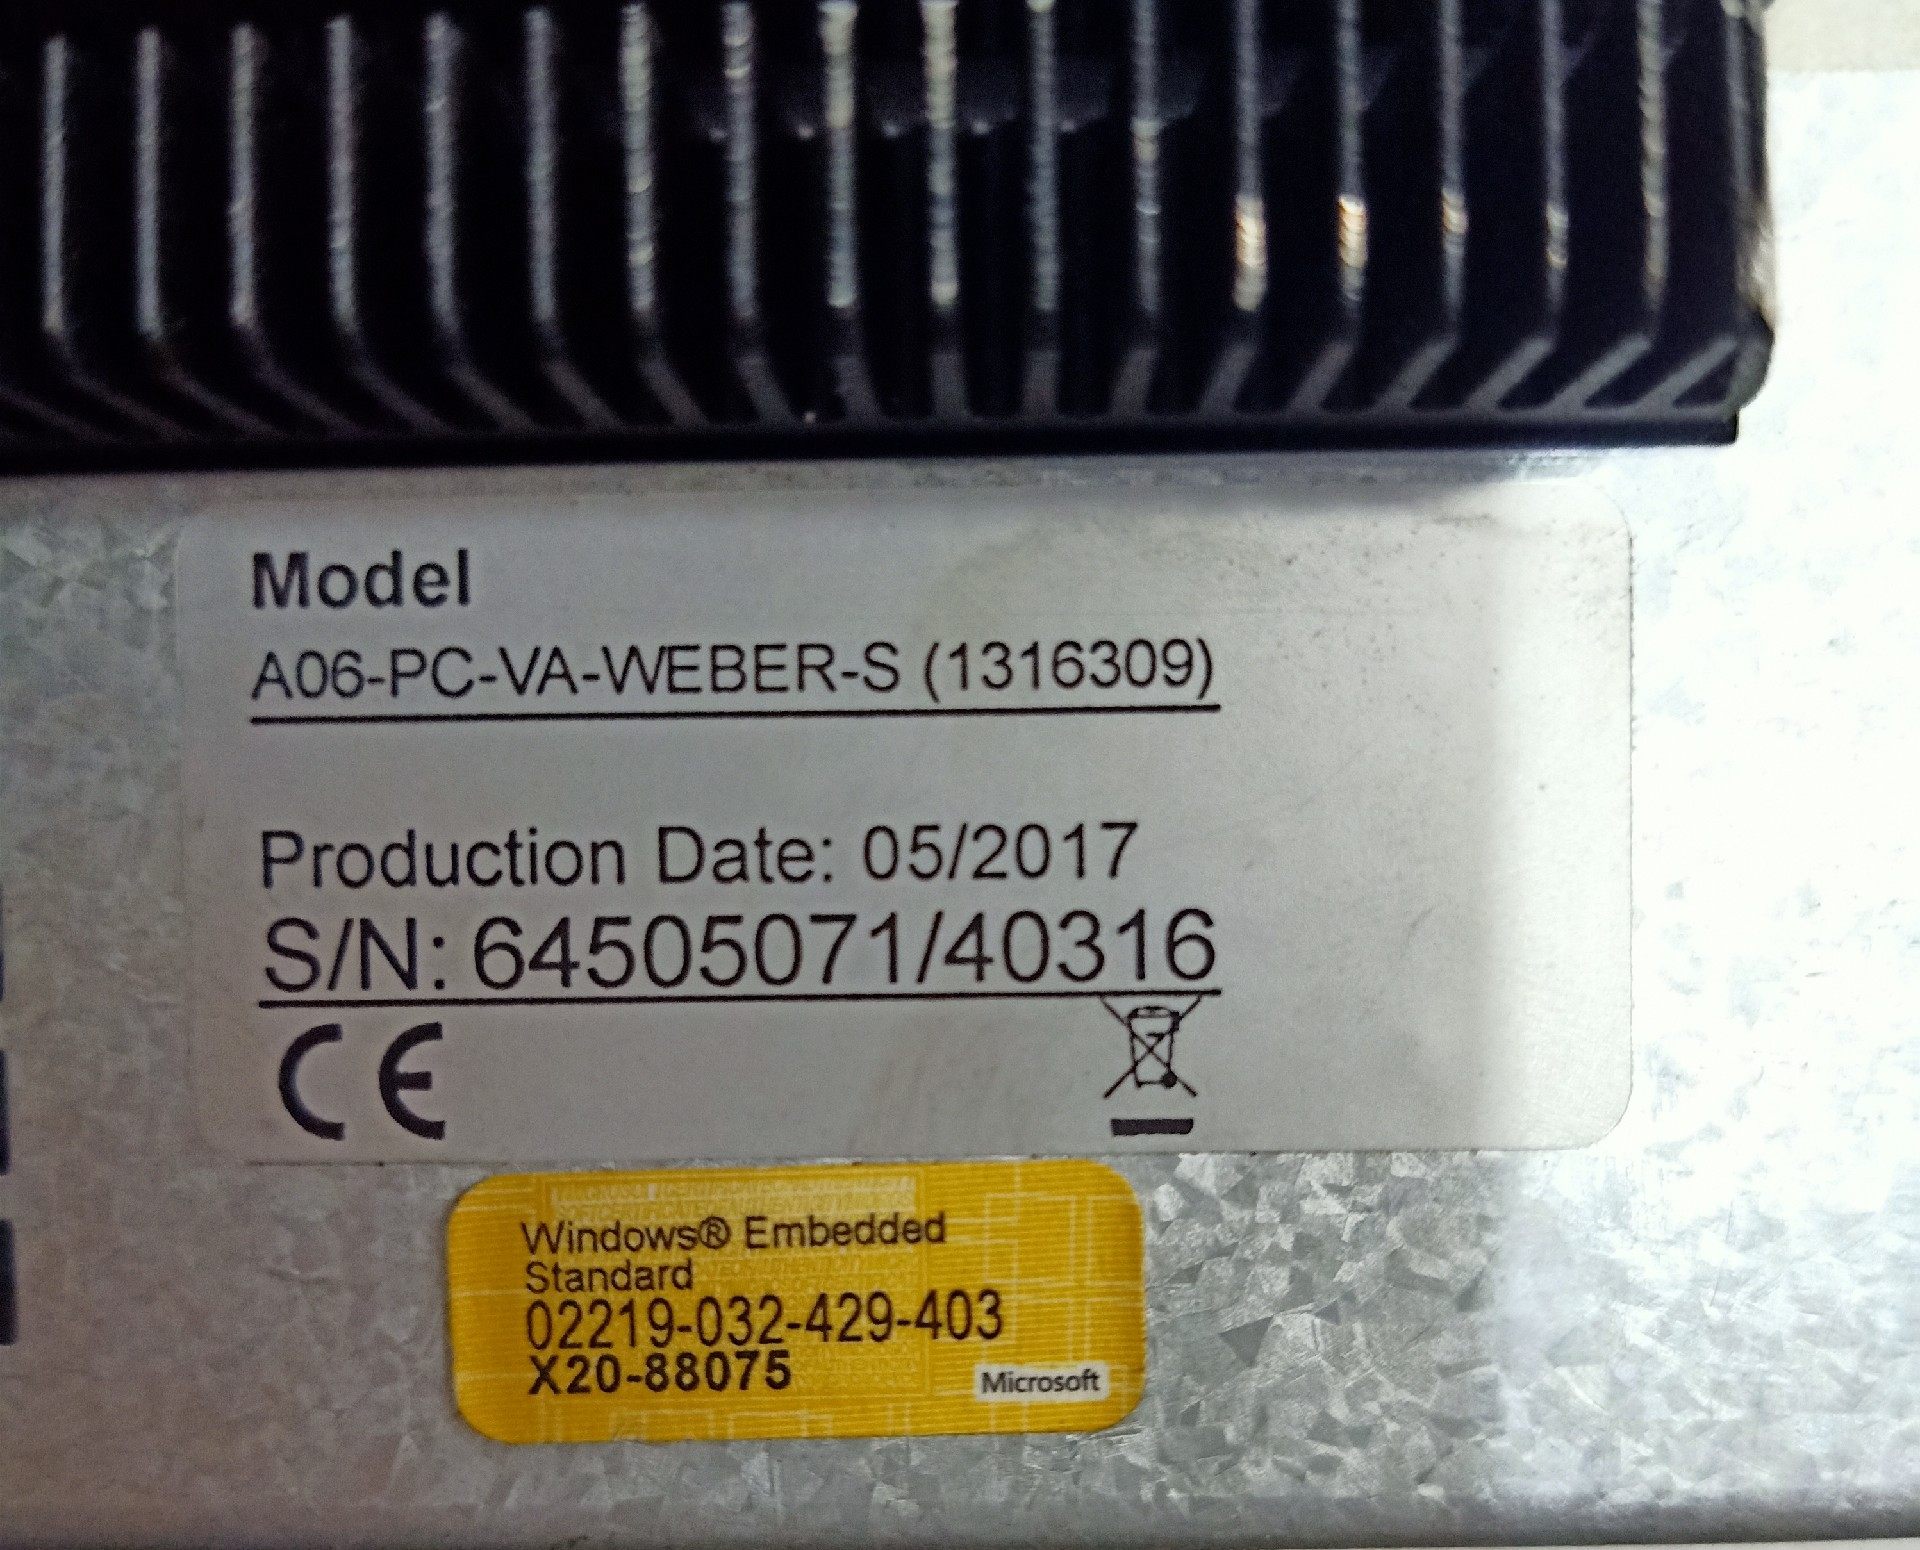 Model
A06-PC-VA-WEBER-S (1316309)
Production Date: 05/2017
S/N: 64505071/40316
CE
Windows® Embedded
Standard
02219-032-429-403
X20-88075
Microsoft